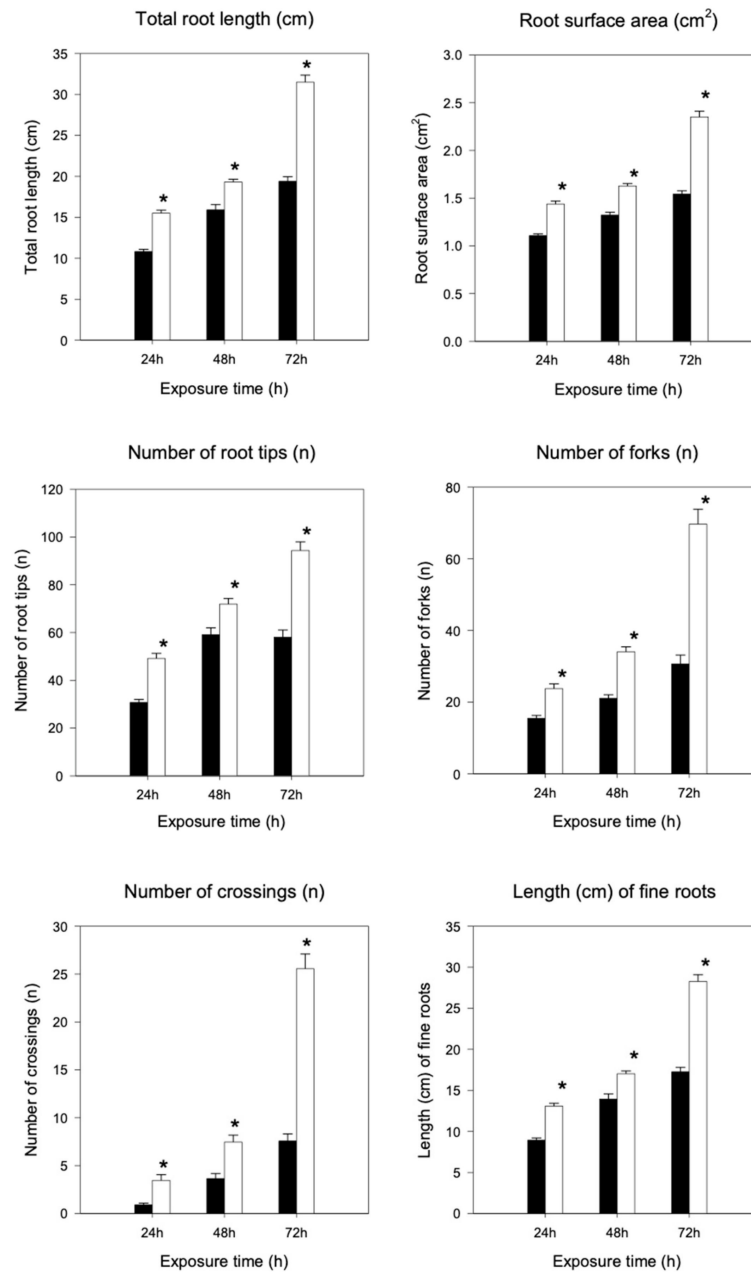 Total root length (cm)
Total root length (cm)
35
30
25
20
15
10
5
0
*
*
*
24h 48h 72h
Exposure time (h)
Root surface area (cm²)
Root surface area (cm²)
3.0
2.5
2.0
1.5
1.0
0.5
0.0
*
*
*
24h 48h 72h
Exposure time (h)
Number of root tips (n)
Number of root tips (n)
120
100
80
60
40
20
0
*
*
*
24h 48h 72h
Exposure time (h)
Number of forks (n)
Number of forks (n)
80
60
40
20
0
*
*
*
24h 48h 72h
Exposure time (h)
Number of crossings (n)
Number of crossings (n)
30
25
20
15
10
5
0
*
*
*
24h 48h 72h
Exposure time (h)
Length (cm) of fine roots
Length (cm) of fine roots
35
30
25
20
15
10
5
0
*
*
*
24h 48h 72h
Exposure time (h)